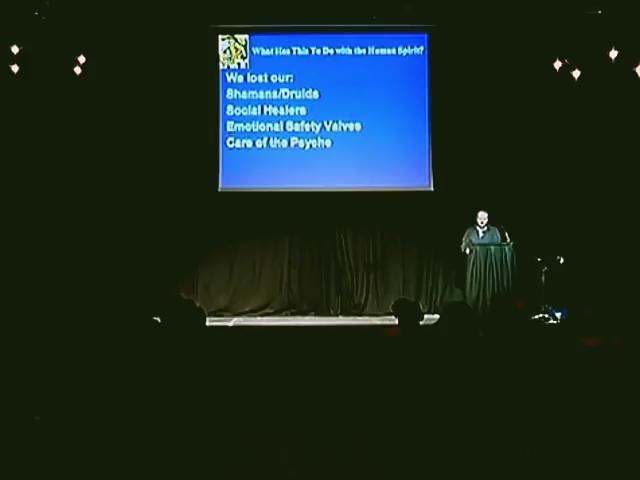 What Has This To Do with the Human Spirit?
We lost our:
Shamans/Druids
Social Healers
Emotional Safety Valves
Care of the Psyche